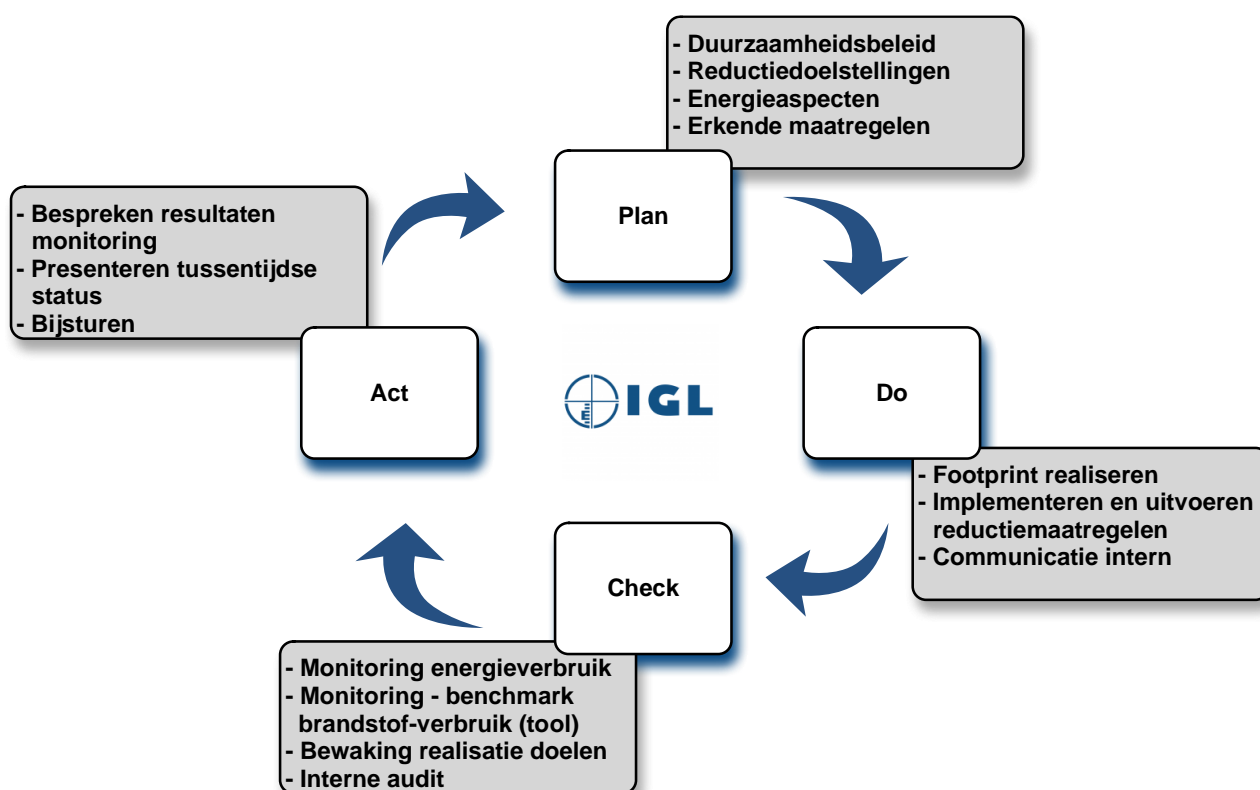 - Duurzaamheidsbeleid
- Reductiedoelstellingen
- Energieaspecten
- Erkende maatregelen
Plan
- Bespreken resultaten
monitoring
- Presenteren tussentijdse
status
- Bijsturen
Act
IGL
Do
- Footprint realiseren
- Implementeren en uitvoeren
reductiemaatregelen
- Communicatie intern
Check
- Monitoring energieverbruik
- Monitoring - benchmark
brandstof-verbruik (tool)
- Bewaking realisatie doelen
- Interne audit